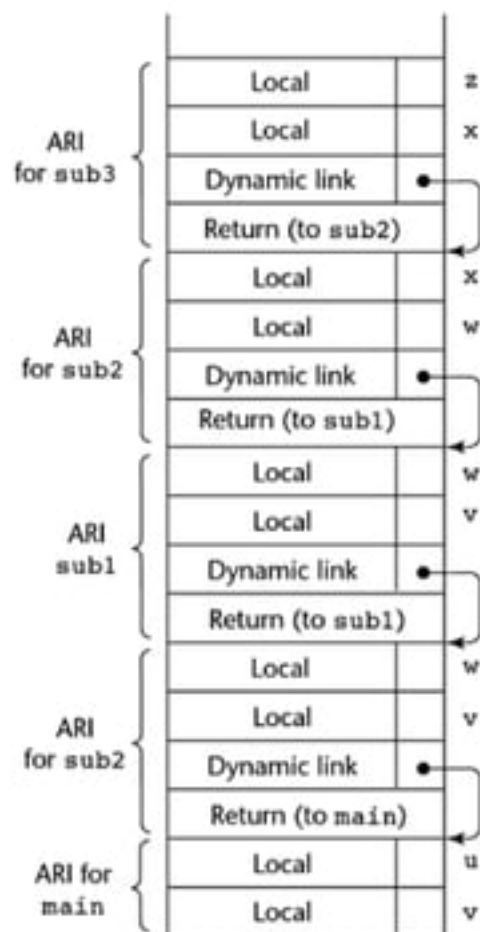 Local z
Local x
ARI
for sub3
Dynamic link
Return (to sub2)
Local x
Local w
ARI
for sub2
Dynamic link
Return (to sub1)
Local w
Local v
ARI
sub1
Dynamic link
Return (to sub1)
Local w
Local v
ARI
for sub2
Dynamic link
Return (to main)
Local u
ARI for
main
Local v